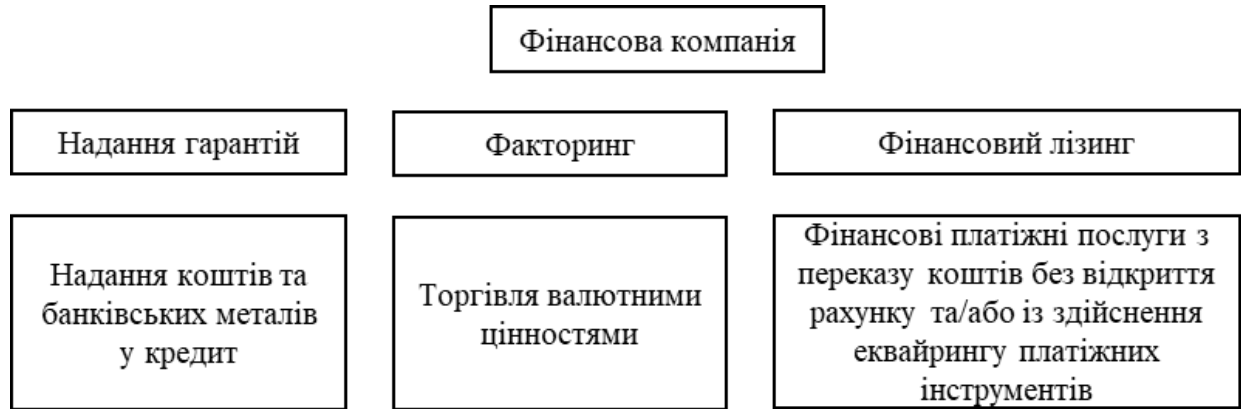 Фінансова компанія
Надання гарантій
Факторинг
Фінансовий лізинг
Надання коштів та
банківських металів
у кредит
Торгівля валютними
цінностями
Фінансові платіжні послуги з
переказу коштів без відкриття
рахунку та/або із здійснення
еквайрингу платіжних
інструментів